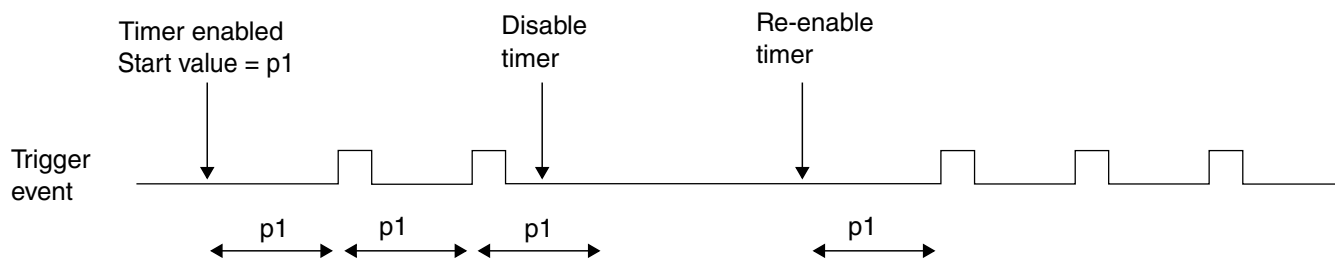 Timer enabled
Start value = p1
Disable
timer
Re-enable
timer
Trigger
event
p1
p1
p1
p1